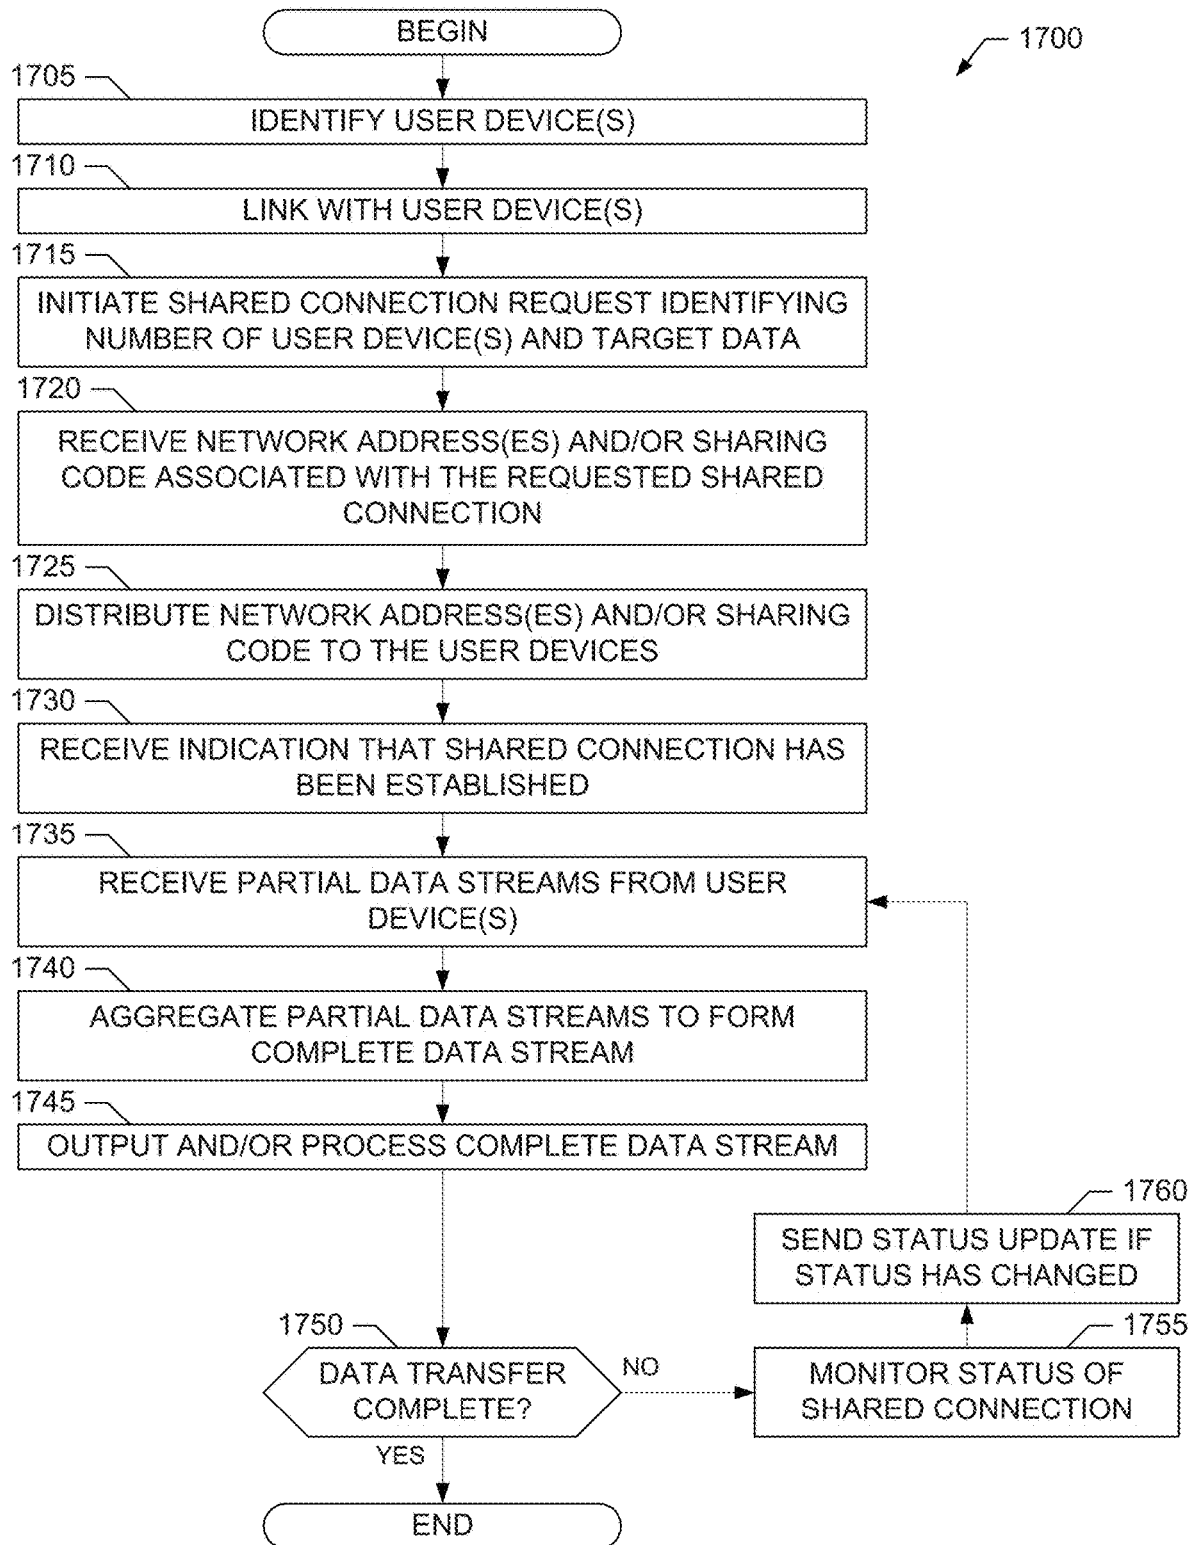 BEGIN
1700
1705
IDENTIFY USER DEVICE(S)
1710
LINK WITH USER DEVICE(S)
1715
INITIATE SHARED CONNECTION REQUEST IDENTIFYING
NUMBER OF USER DEVICE(S) AND TARGET DATA
1720
RECEIVE NETWORK ADDRESS(ES) AND/OR SHARING
CODE ASSOCIATED WITH THE REQUESTED SHARED
CONNECTION
1725
DISTRIBUTE NETWORK ADDRESS(ES) AND/OR SHARING
CODE TO THE USER DEVICES
1730
RECEIVE INDICATION THAT SHARED CONNECTION HAS
BEEN ESTABLISHED
1735
RECEIVE PARTIAL DATA STREAMS FROM USER
DEVICE(S)
1740
AGGREGATE PARTIAL DATA STREAMS TO FORM
COMPLETE DATA STREAM
1745
OUTPUT AND/OR PROCESS COMPLETE DATA STREAM
1760
SEND STATUS UPDATE IF
STATUS HAS CHANGED
1750
DATA TRANSFER
COMPLETE?
NO
1755
MONITOR STATUS OF
SHARED CONNECTION
YES
END